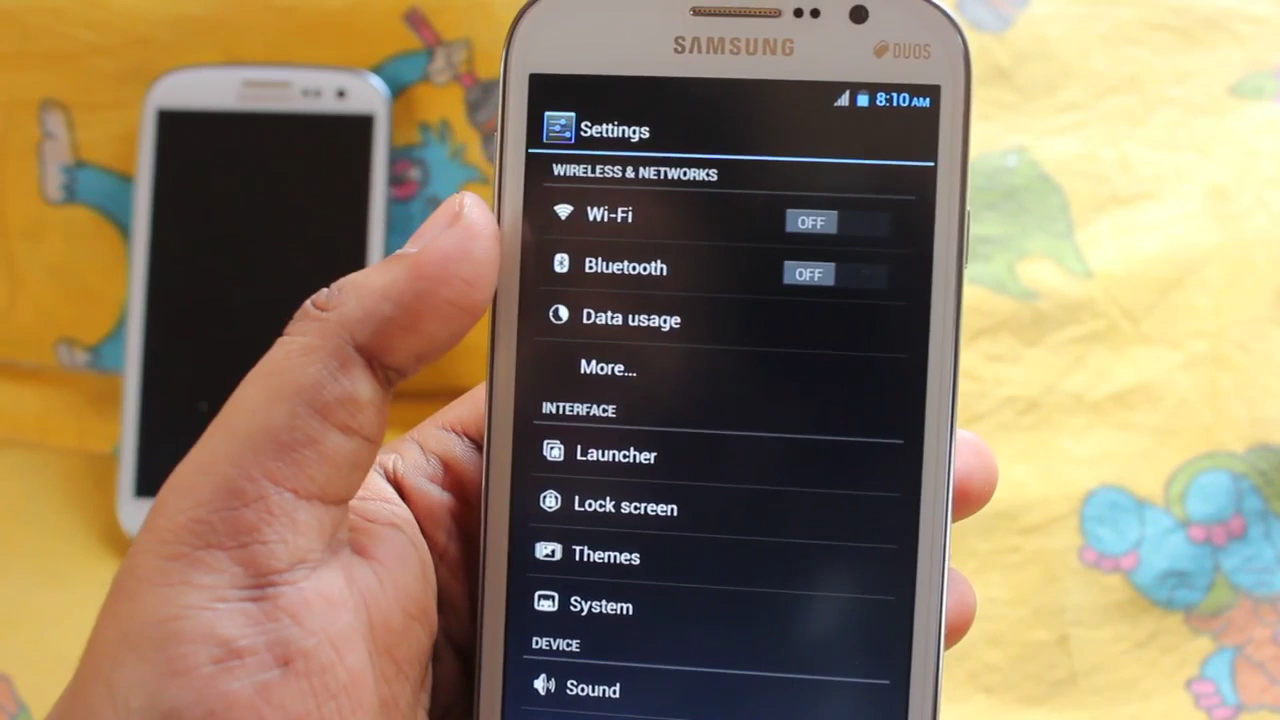 SAMSUNG
DUOS
8:10 AM
Settings
WIRELESS & NETWORKS
Wi-Fi
OFF
Bluetooth
OFF
Data usage
More...
INTERFACE
Launcher
Lock screen
Themes
System
DEVICE
Sound